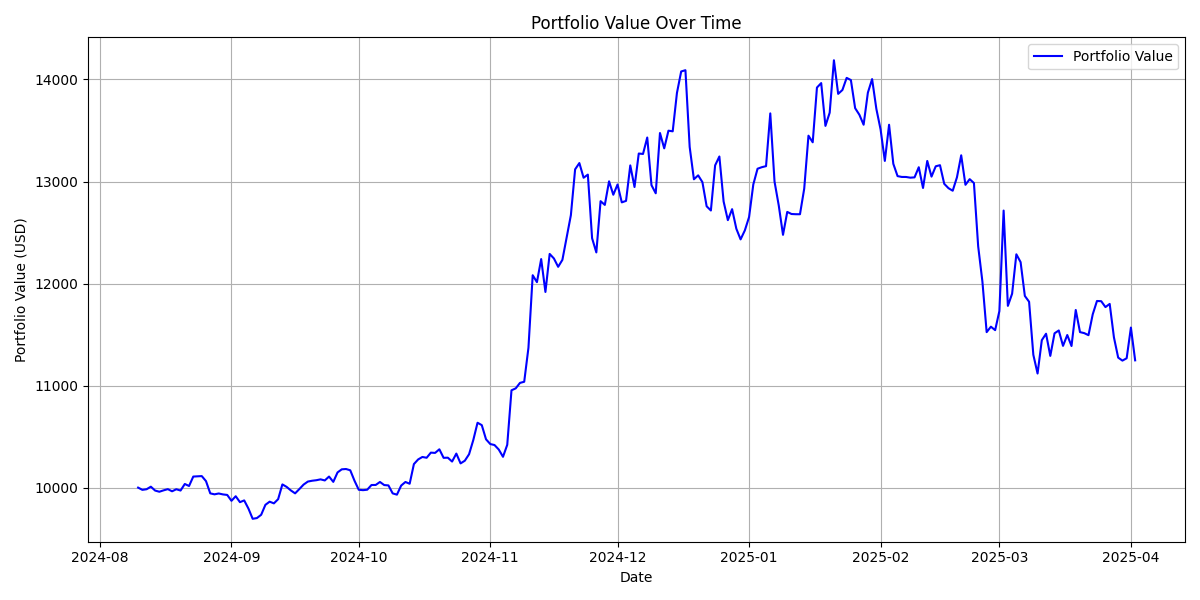 Portfolio Value Over Time
Portfolio Value
14000
13000
12000
11000
10000
Portfolio Value (USD)
2024-08 2024-09 2024-10 2024-11 2024-12 2025-01 2025-02 2025-03 2025-04
Date